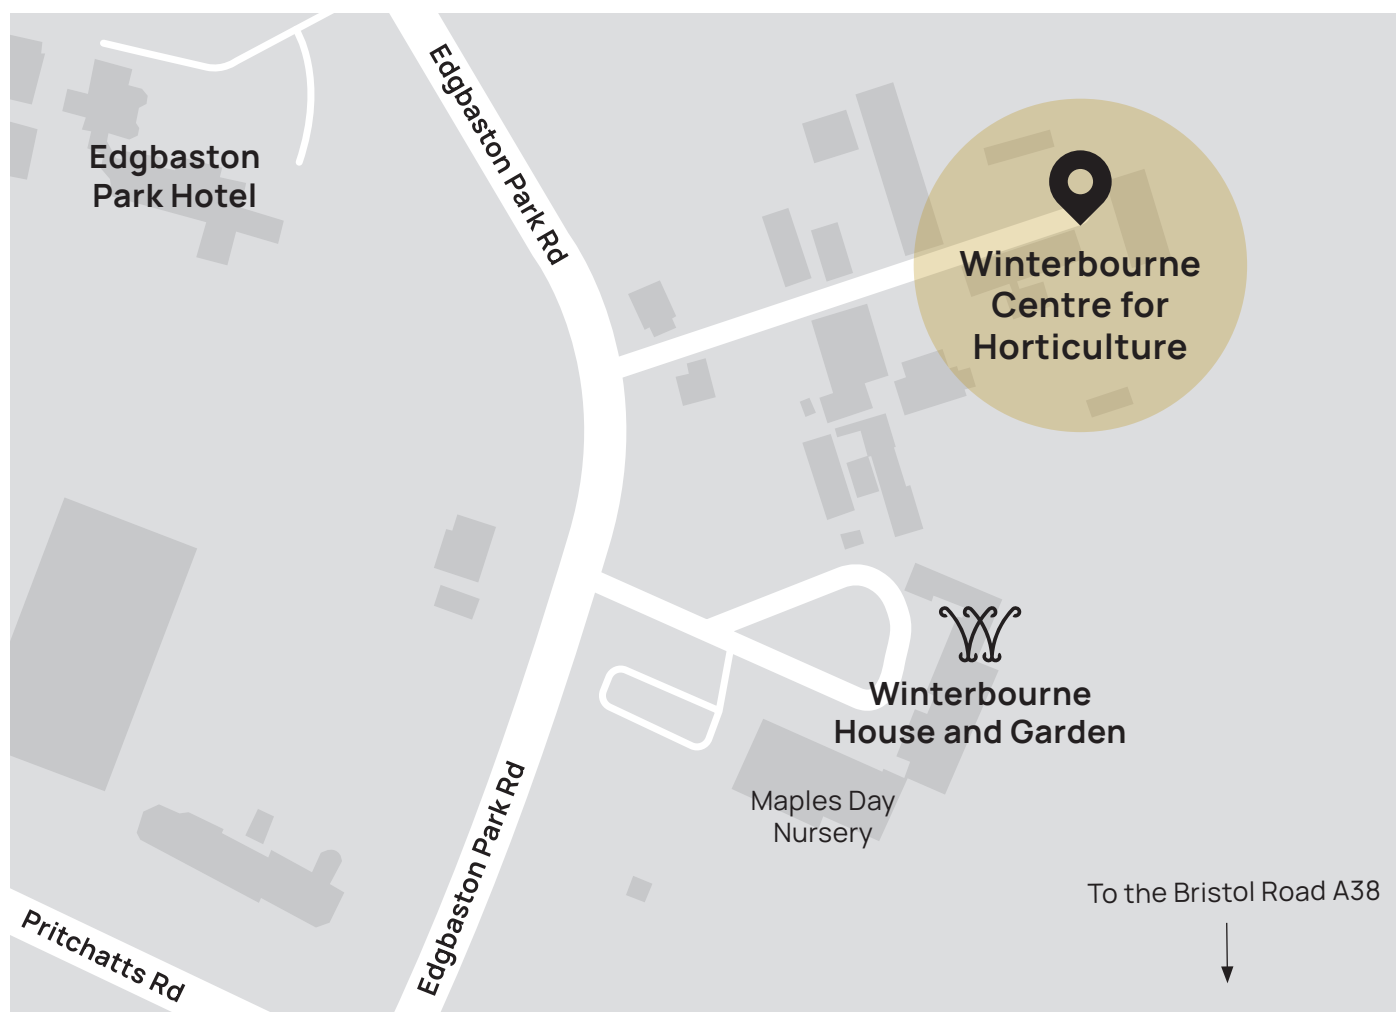 Edgbaston Park Rd
Edgbaston
Park Hotel
Winterbourne
Centre for
Horticulture
Winterbourne
House and Garden
Maples Day
Nursery
Edgbaston Park Rd
To the Bristol Road A38
Pritchatts Rd